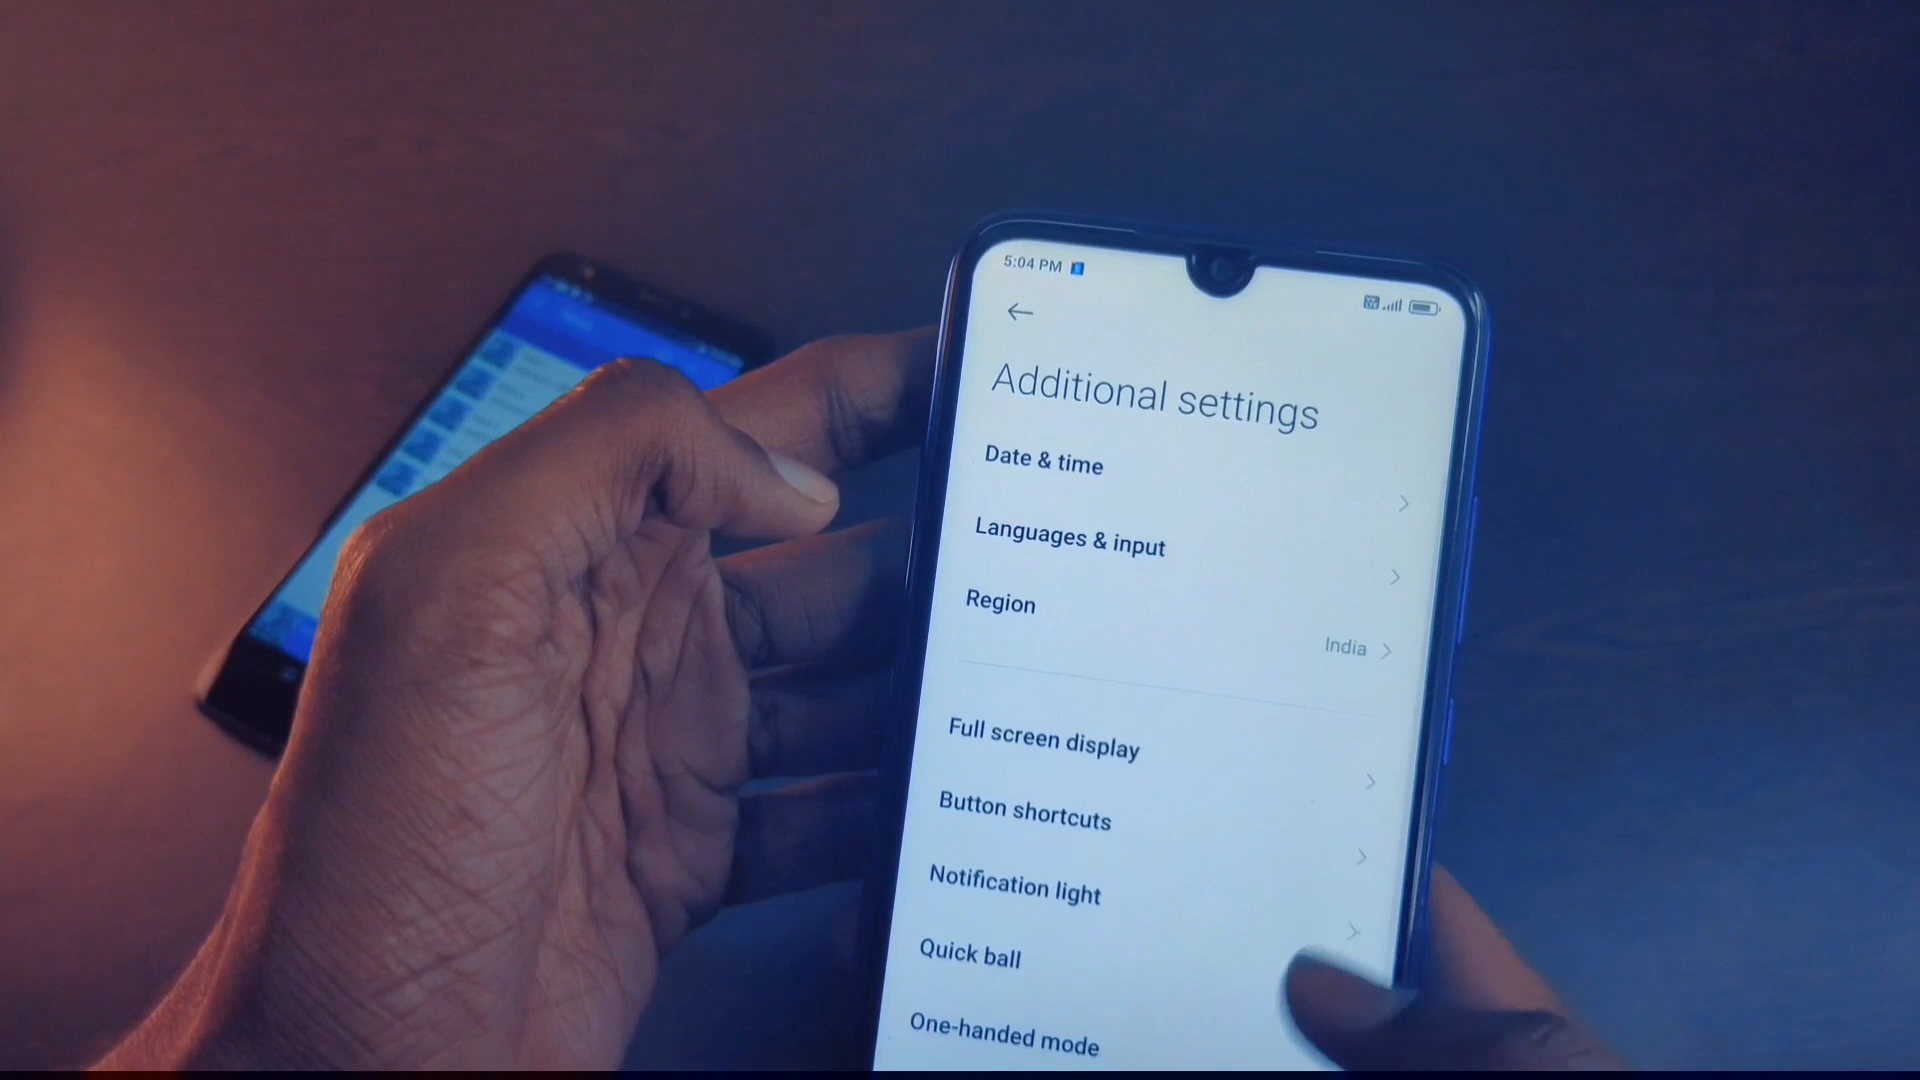 5:04 PM
Additional settings
Date & time
Languages & input
Region
India
Full screen display
Button shortcuts
Notification light
Quick ball
One-handed mode